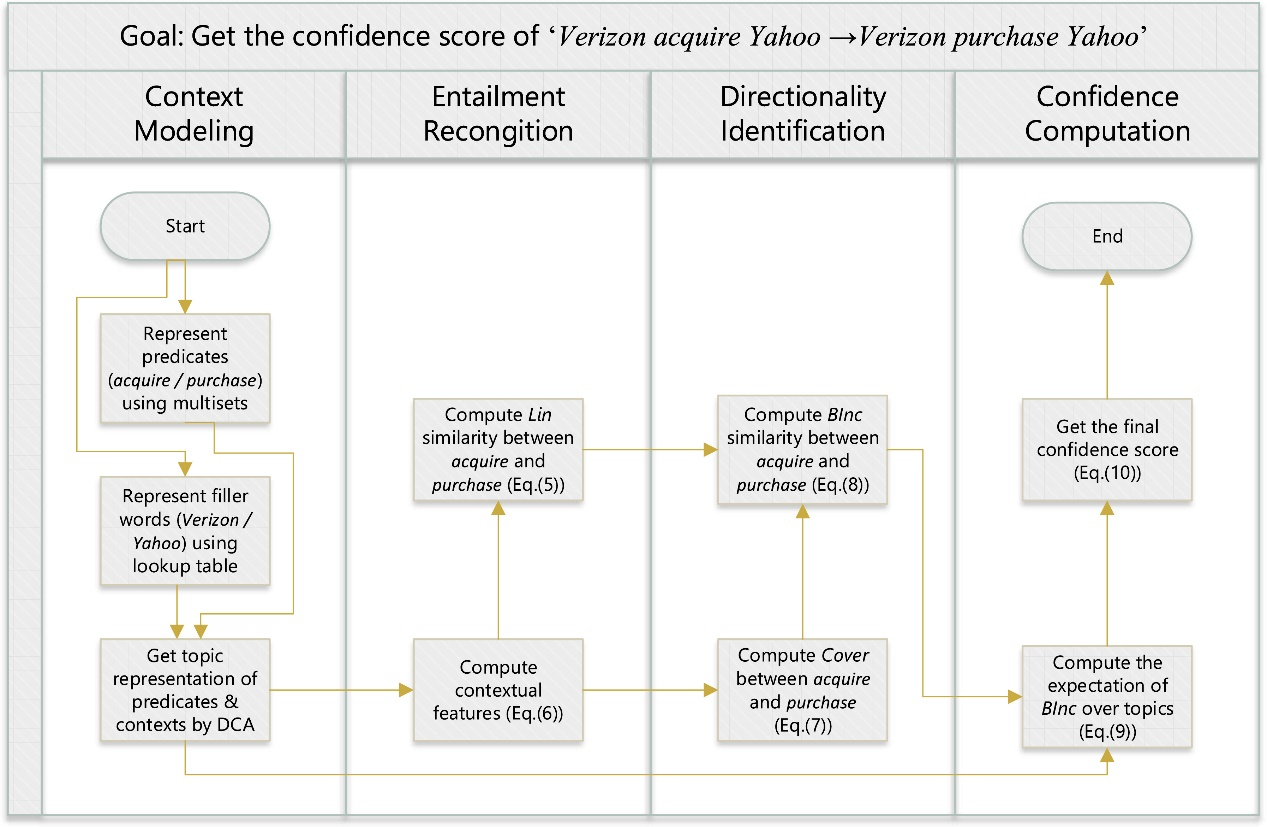 Goal: Get the confidence score of ‘Verizon acquire Yahoo →Verizon purchase Yahoo’
Context
Modeling
Entailment
Recongition
Directionality
Identification
Confidence
Computation
Start
Represent
predicates
(acquire / purchase)
using multisets
Represent filler
words (Verizon /
Yahoo) using
lookup table
Get topic
representation of
predicates &
contexts by DCA
Compute Lin
similarity between
acquire and
purchase (Eq.(5))
Compute
contextual
features (Eq.(6))
Compute BInc
similarity between
acquire and
purchase (Eq.(8))
Compute Cover
between acquire
and purchase
(Eq.(7))
End
Get the final
confidence score
(Eq.(10))
Compute the
expectation of
BInc over topics
(Eq.(9))